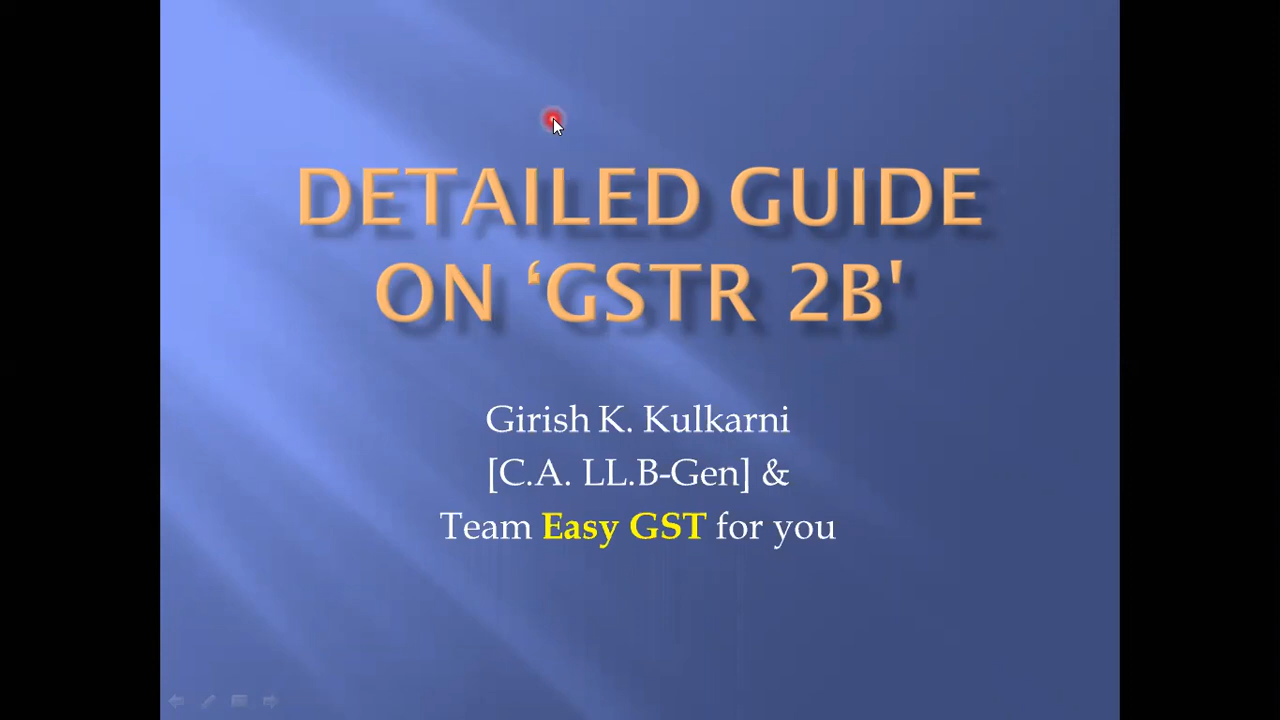 DETAILED GUIDE
ON ‘GSTR 2B'
Girish K. Kulkarni
[C.A. LL.B-Gen] &
Team Easy GST for you